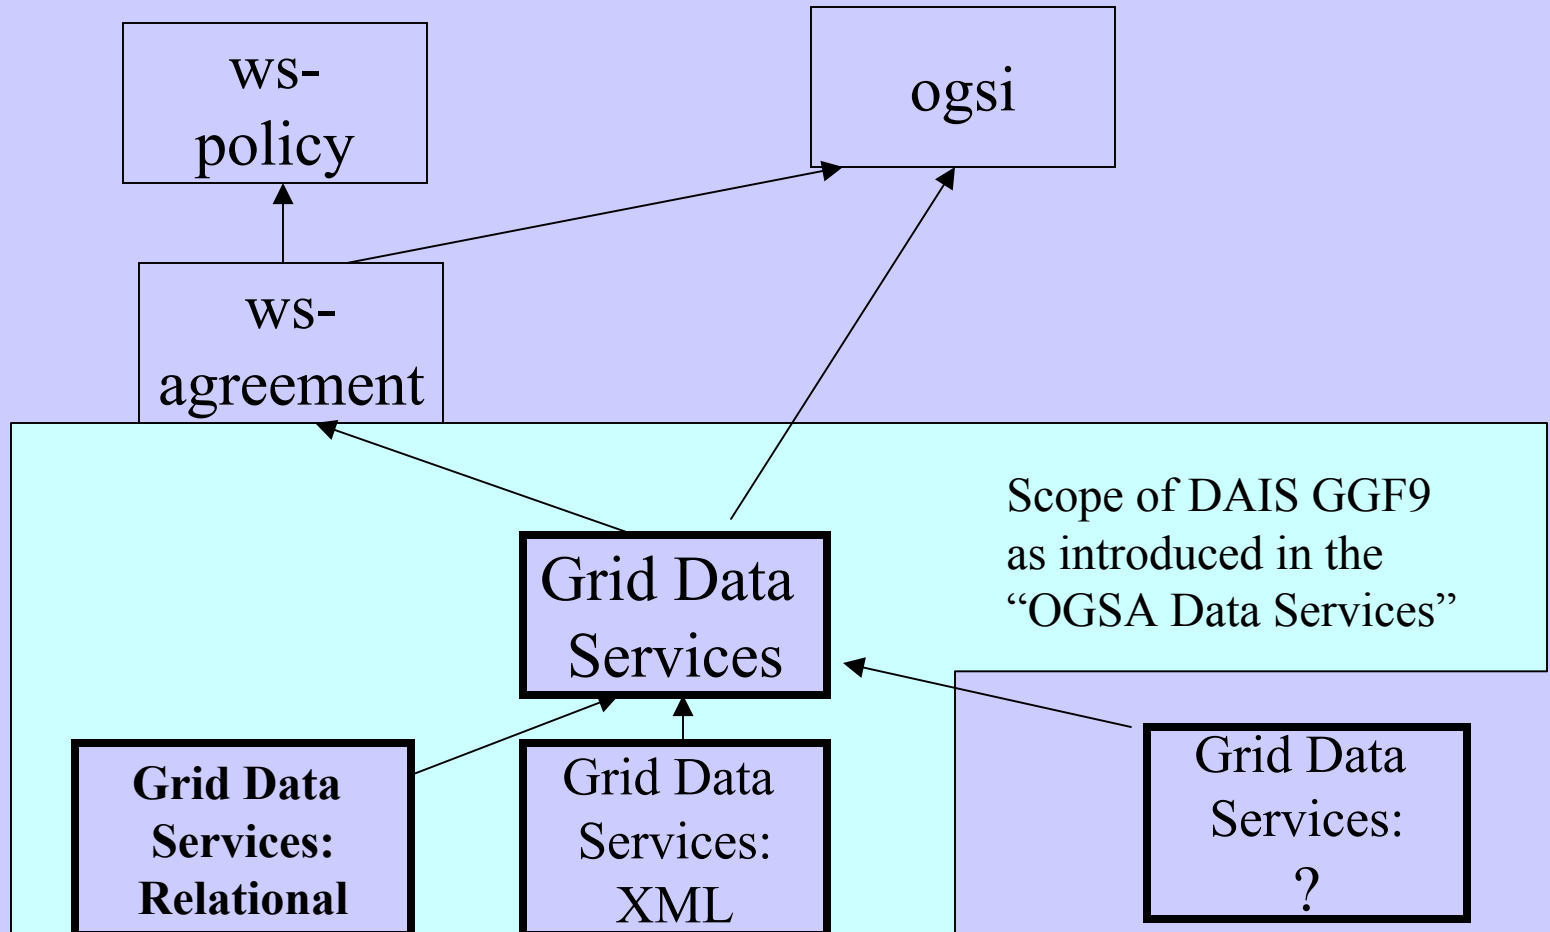 ws-
policy
ogsi
ws-
agreement
Scope of DAIS GGF9
as introduced in the
“OGSA Data Services”
Grid Data
Services
Grid Data
Services:
Relational
Grid Data
Services:
XML
Grid Data
Services:
?